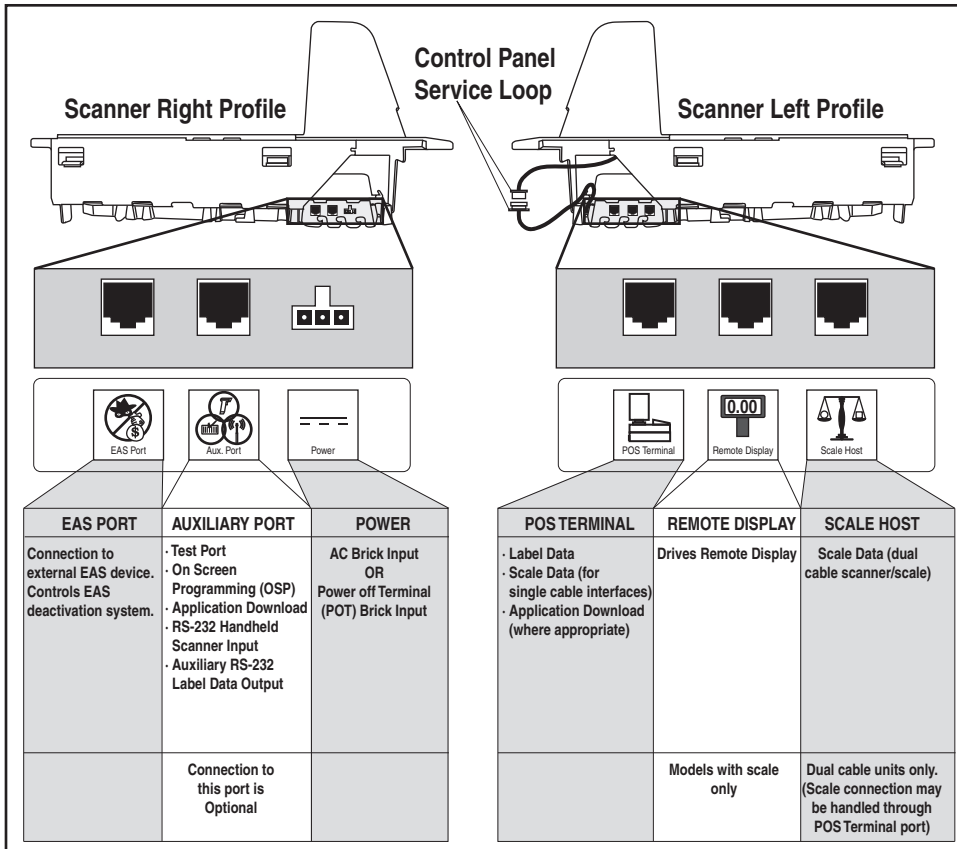 Control Panel
Service Loop
Scanner Right Profile
Scanner Left Profile
EAS Port
Aux. Port
Power
$
POS Terminal
0.00
Remote Display
Scale Host
EAS PORT
Connection to
external EAS device.
Controls EAS
deactivation system.
AUXILIARY PORT
· Test Port
· On Screen
Programming (OSP)
· Application Download
· RS-232 Handheld
Scanner Input
· Auxiliary RS-232
Label Data Output
Connection to
this port is
Optional
POWER
AC Brick Input
OR
Power off Terminal
(POT) Brick Input
POS TERMINAL
· Label Data
· Scale Data (for
single cable interfaces)
· Application Download
(where appropriate)
REMOTE DISPLAY
Drives Remote Display
Models with scale
only
SCALE HOST
Scale Data (dual
cable scanner/scale)
Dual cable units only.
(Scale connection may
be handled through
POS Terminal port)